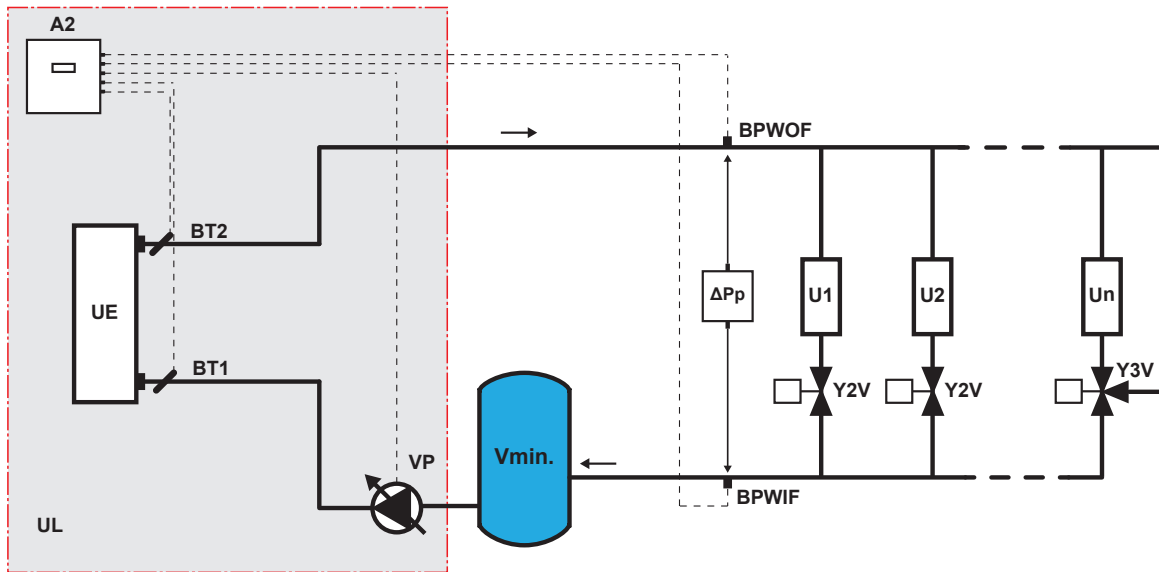 A2
BPWOF
BT2
UE
ΔPp
U1
U2
Un
BT1
Y2V
Y2V
Y3V
VP
Vmin.
BPWIF
UL